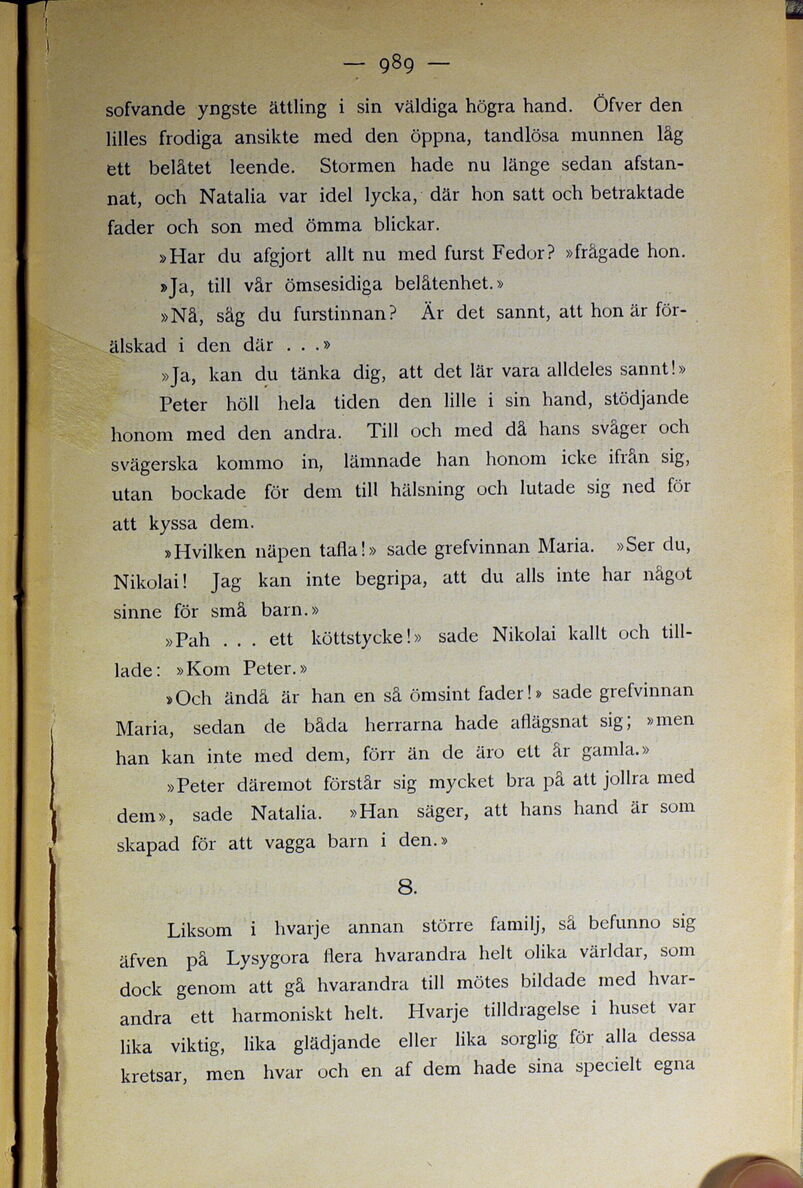 — 989 —
sofvande yngste ättling i sin väldiga högra hand. Öfver den
lilles frodiga ansikte med den öppna, tandlösa munnen låg
ett belåtet leende. Stormen hade nu länge sedan afstan-
nat, och Natalia var idel lycka, där hon satt och betraktade
fader och son med ömma blickar.
»Har du afgjort allt nu med furst Fedor? »frågade hon.
»Ja, till vår ömsesidiga belåtenhet.»
»Nå, såg du furstinnan? Är det sannt, att hon är för-
älskad i den där . . .»
»Ja, kan du tänka dig, att det lär vara alldeles sannt!»
Peter höll hela tiden den lille i sin hand, stödjande
honom med den andra. Till och med då hans svåger och
svägerska kommo in, lämnade han honom icke ifrån sig,
utan bockade för dem till hälsning och lutade sig ned för
att kyssa dem.
»Hvilken näpen tafla!» sade grefvinnan Maria. »Ser du,
Nikolai! Jag kan inte begripa, att du alls inte har något
sinne för små barn.»
»Pah . . . ett köttstycke!» sade Nikolai kallt och till-
lade: »Kom Peter.»
»Och ändå är han en så ömsint fader!» sade grefvinnan
Maria, sedan de båda herrarna hade aflägsnat sig; »men
han kan inte med dem, förr än de äro ett år gamla.»
»Peter däremot förstår sig mycket bra på att jollra med
dem», sade Natalia. »Han säger, att hans hand är som
skapad för att vagga barn i den.»
8.
Liksom i hvarje annan större familj, så befunno sig
äfven på Lysygora flera hvarandra helt olika världar, som
dock genom att gå hvarandra till mötes bildade med hvar-
andra ett harmoniskt helt. Hvarje tilldragelse i huset var
lika viktig, lika glädjande eller lika sorglig för alla dessa
kretsar, men hvar och en af dem hade sina specielt egna